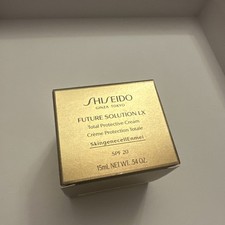 SHISEIDO
GINZA TOKYO
FUTURE SOLUTION LX
Total Protective Cream
Crème Protection Totale
SkingenecellEnmei
SPF 20
15mL NET WT. .54 OZ.